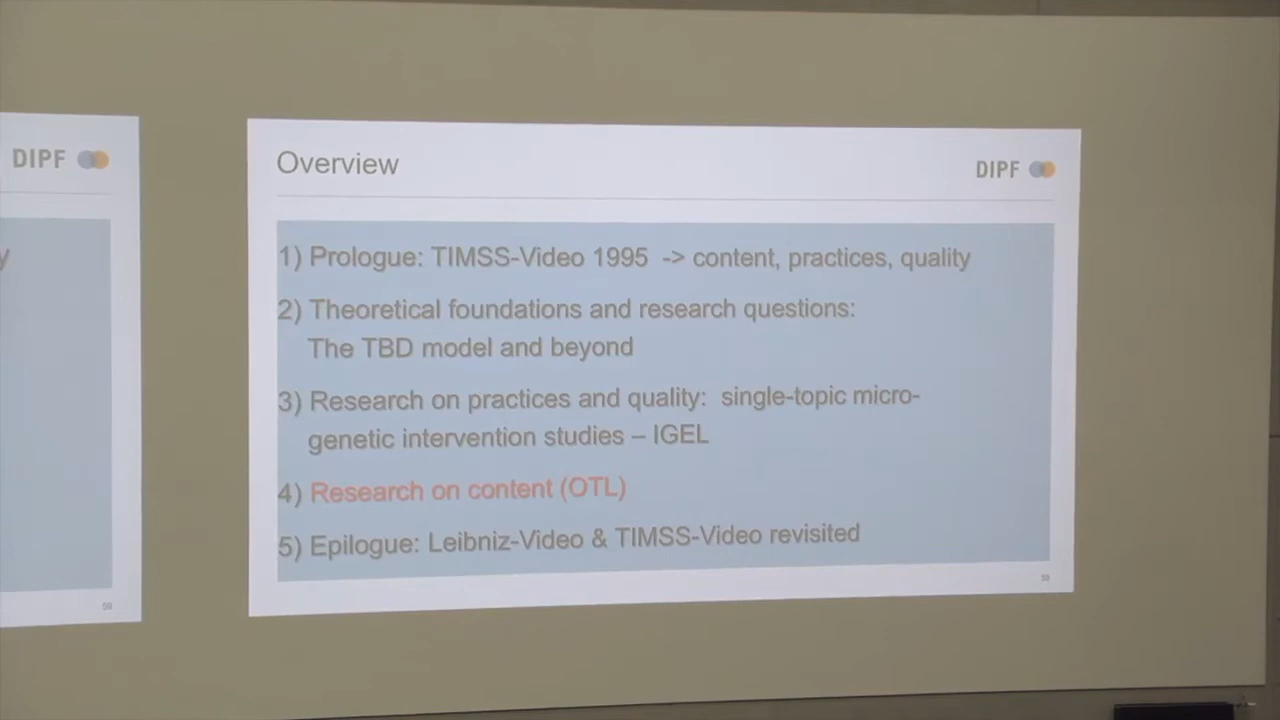 DIPF
y
59
Overview
DIPF
1) Prologue: TIMSS-Video 1995 -> content, practices, quality
2) Theoretical foundations and research questions:
The TBD model and beyond
3) Research on practices and quality: single-topic micro-
genetic intervention studies – IGEL
4) Research on content (OTL)
5) Epilogue: Leibniz-Video & TIMSS-Video revisited
59